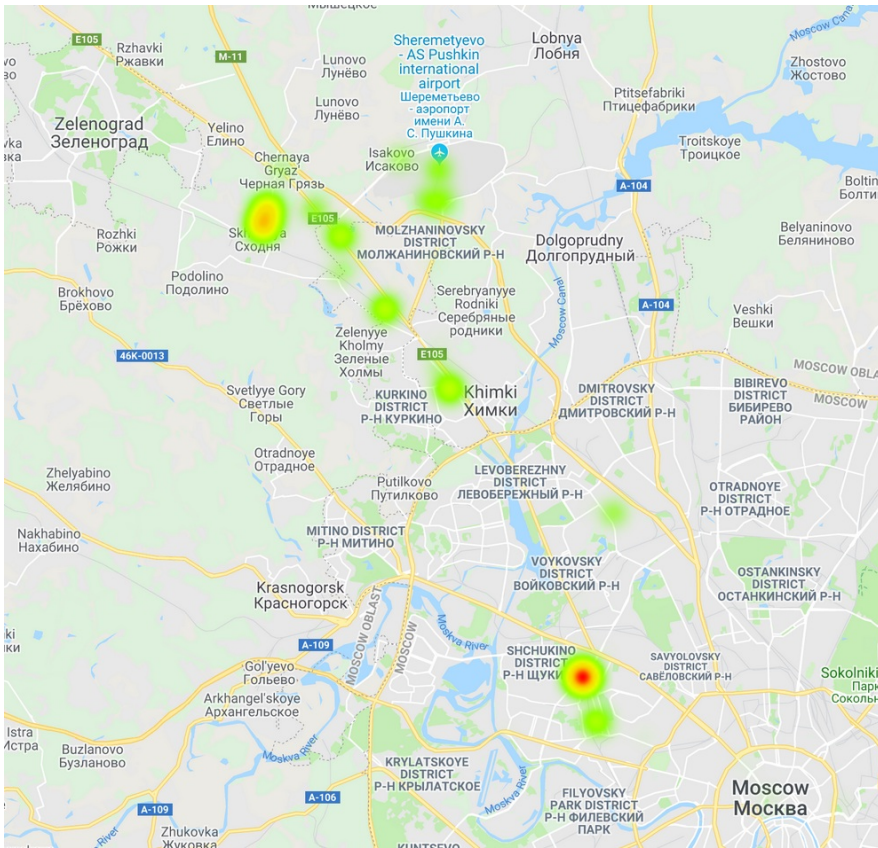 Moscow Canal
E105
Rzhavki
Ржавки
M-11
Lunovo
Лунёво
Sheremetyevo
- AS Pushkin
international
airport
Шереметьево
- аэропорт
имени А.
С. Пушкина
Lobnya
Лобня
Zhostovo
Жостово
Ptitsefabriki
Птицефабрики
Lunovo
Лунёво
Zelenograd
Зеленоград
Yelino
Елино
Troitskoye
Троицкое
Chernaya
Gryaz'
Черная Грязь
Isakovo
Исаково
A-104
E105
Сходня
Rozhki
Рожки
MOLZHANINOVSKY
DISTRICT
МОЛЖАНИНОВСКИЙ Р-Н
Dolgoprudny
Долгопрудный
Belyaninovo
Беляниново
Podolino
Подолино
Brokhovo
Брёхово
Serebryanyye
Rodniki
Серебряные
родники
Moscow Canal
A-104
Veshki
Вешки
Zelenyye
Kholmy
Зеленые
Холмы
46K-0013
E105
MOSCOW OBLA
MOSCOW
Svetlyye Gory
Светлые
Горы
KURKINO
DISTRICT
Р-Н КУРКИНО
Khimki
Химки
DMITROVSKY
DISTRICT
ДМИТРОВСКИЙ Р-Н
BIBIREVO
DISTRICT
БИБИРЕВО
РАЙОН
Otradnoye
Отрадное
Zhelyabino
Желябино
Putilkovo
Путилково
LEVOBEREZHNY
DISTRICT
ЛЕВОБЕРЕЖНЫЙ Р-Н
OTRADNOYE
DISTRICT
Р-Н ОТРАДНОЕ
Nakhabino
Нахабино
MITINO DISTRICT
Р-Н МИТИНО
VOYKOVSKY
DISTRICT
ВОЙКОВСКИЙ Р-Н
OSTANKINSKY
DISTRICT
ОСТАНКИНСКИЙ Р-Н
Krasnogorsk
Красногорск
MOSCOW OBLAST
MOSCOW
Moskva River
A-109
SHCHUKINO
DISTRICT
Р-Н ЩУКИ
SAVYOLOVSKY
DISTRICT
САВЁЛОВСКИЙ Р-Н
Gol'yevo
Гольево
Sokolniki
Парк
Сокольн
Arkhangel'skoye
Архангельское
Istra
Истра
Buzlanovo
Бузланово
Moskva River
KRYLATSKOYE
DISTRICT
Р-Н КРЫЛАТСКОЕ
Moskva River
FILYOVSKY
PARK DISTRICT
Р-Н ФИЛЕВСКИЙ
ПАРК
Moscow
Москва
A-106
A-109
River
Zhukovka
Жуковка
KUNTSEVO